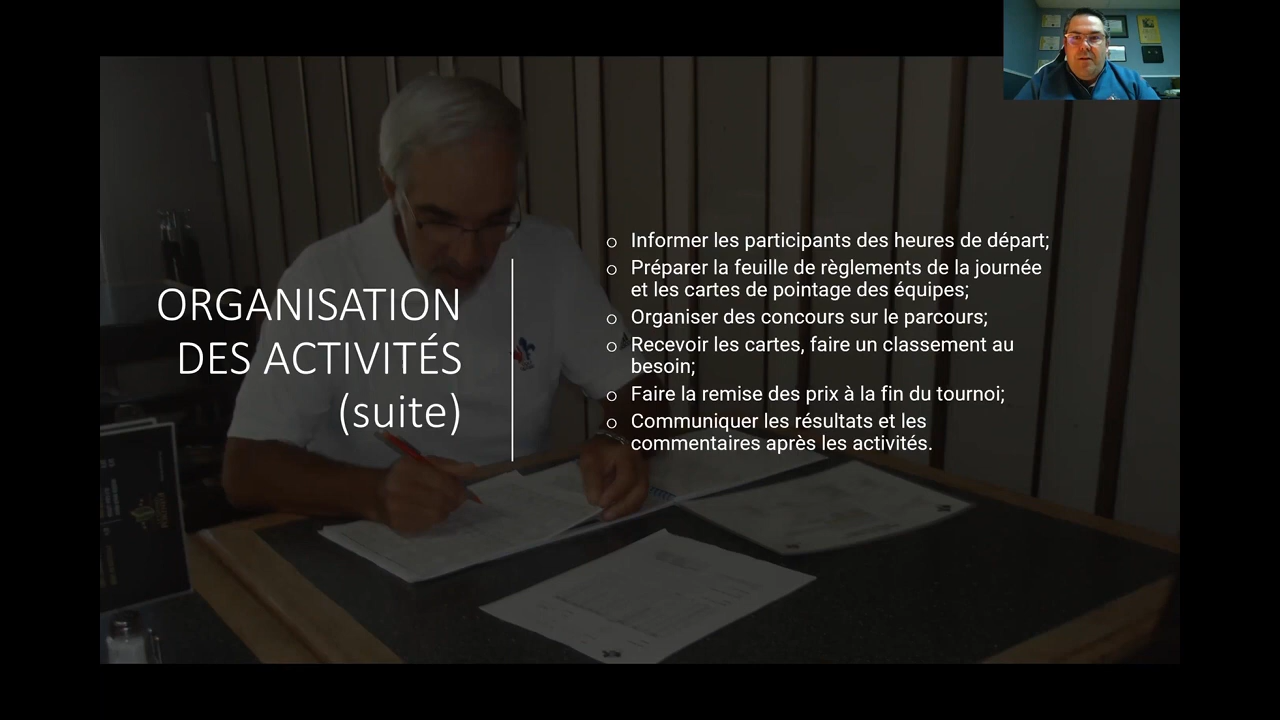 ORGANISATION
DES ACTIVITÉS
(suite)
o Informer les participants des heures de départ;
o Préparer la feuille de règlements de la journée
et les cartes de pointage des équipes;
o Organiser des concours sur le parcours;
o Recevoir les cartes, faire un classement au
besoin;
o Faire la remise des prix à la fin du tournoi;
o Communiquer les résultats et les
commentaires après les activités.